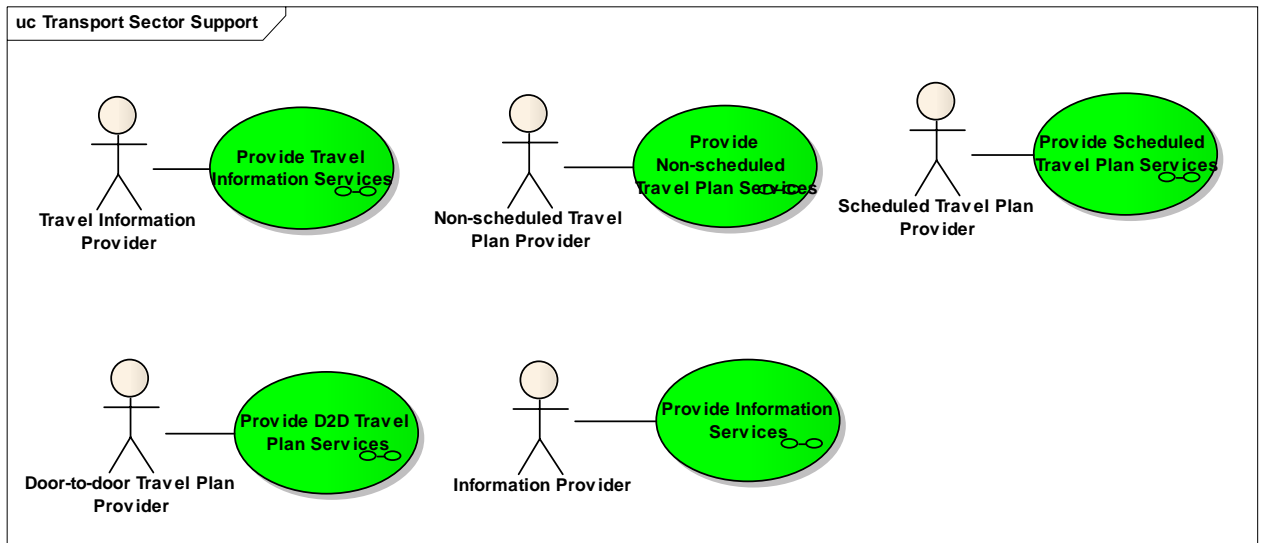 uc Transport Sector Support
Provide Travel
Information Services
Travel Information
Provider
Provide
Non-scheduled
Travel Plan Services
Non-scheduled Travel
Plan Provider
Provide Scheduled
Travel Plan Services
Scheduled Travel Plan
Provider
Provide D2D Travel
Plan Services
Door-to-door Travel Plan
Provider
Provide Information
Services
Information Provider